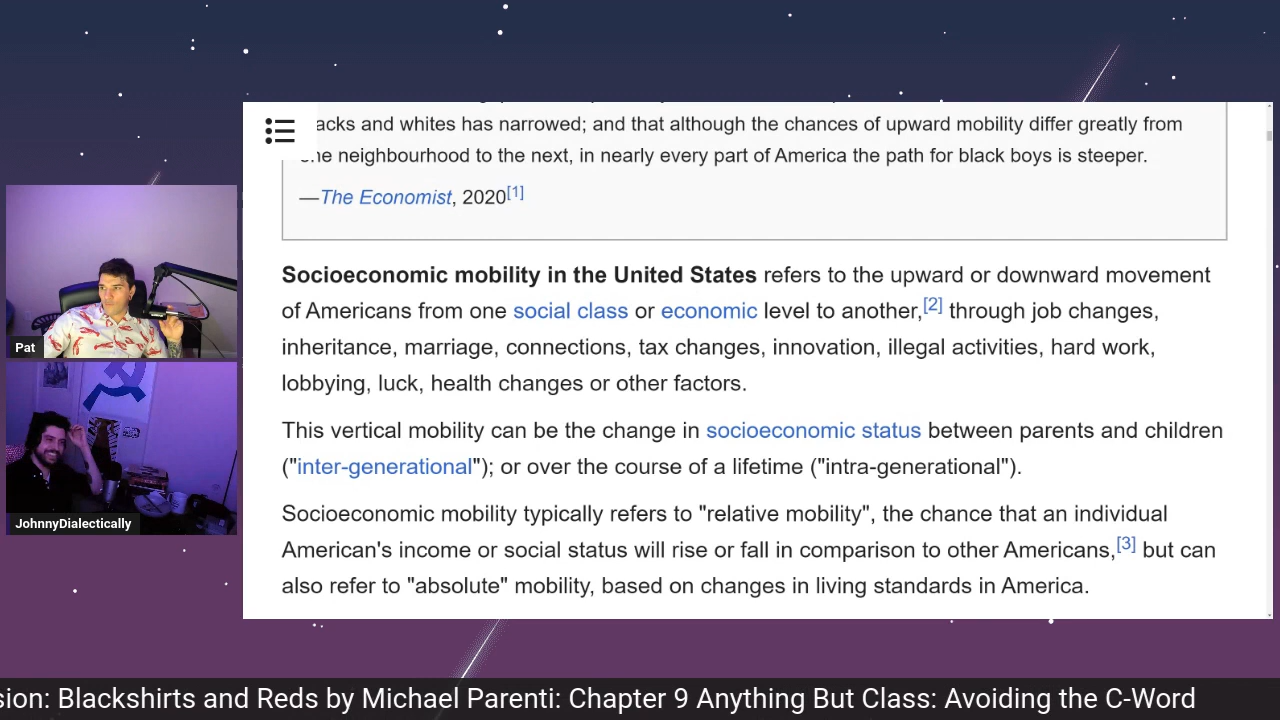 acks and whites has narrowed; and that although the chances of upward mobility differ greatly from
one neighbourhood to the next, in nearly every part of America the path for black boys is steeper.
—The Economist, 2020[1]
Socioeconomic mobility in the United States refers to the upward or downward movement
of Americans from one social class or economic level to another,[2] through job changes,
inheritance, marriage, connections, tax changes, innovation, illegal activities, hard work,
lobbying, luck, health changes or other factors.
This vertical mobility can be the change in socioeconomic status between parents and children
("inter-generational"); or over the course of a lifetime ("intra-generational").
Socioeconomic mobility typically refers to "relative mobility", the chance that an individual
American's income or social status will rise or fall in comparison to other Americans,[3] but can
also refer to "absolute" mobility, based on changes in living standards in America.
Pat
JohnnyDialectically
sion: Blackshirts and Reds by Michael Parenti: Chapter 9 Anything But Class: Avoiding the C-Word